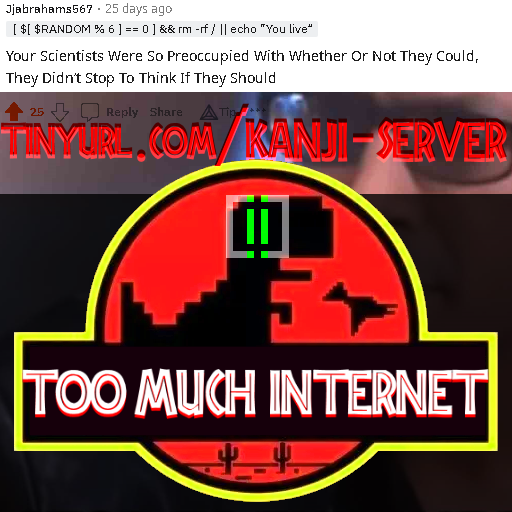 Jjabrahams567 · 25 days ago
[ $[ $RANDOM % 6 ] == 0 ] && rm -rf / || echo "You live"
Your Scientists Were So Preoccupied With Whether Or Not They Could,
They Didn't Stop To Think If They Should
25 Reply Share Tip
TINYURL.COM/KANJI-SERVER
TOO MUCH INTERNET